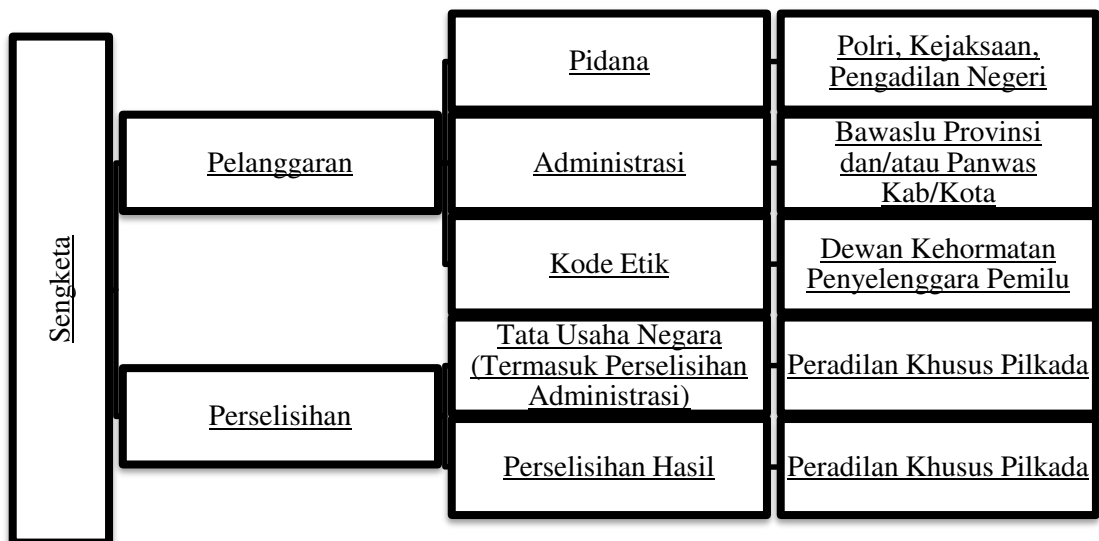 Sengketa
Pelanggaran
Pidana
Polri, Kejaksaan,
Pengadilan Negeri
Administrasi
Bawaslu Provinsi
dan/atau Panwas
Kab/Kota
Kode Etik
Dewan Kehormatan
Penyelenggara Pemilu
Perselisihan
Tata Usaha Negara
(Termasuk Perselisihan
Administrasi)
Peradilan Khusus Pilkada
Perselisihan Hasil
Peradilan Khusus Pilkada